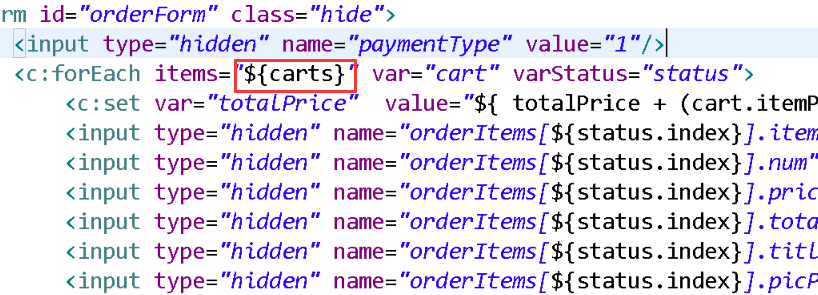 rm id="orderForm" class="hide">
<input type="hidden" name="paymentType" value="1"/>
<c:forEach items="${carts}" var="cart" varStatus="status">
<c:set var="totalPrice"  value="${ totalPrice + (cart.itemP
<input type="hidden" name="orderItems[${status.index}].item
<input type="hidden" name="orderItems[${status.index}].num"
<input type="hidden" name="orderItems[${status.index}].pric
<input type="hidden" name="orderItems[${status.index}].tota
<input type="hidden" name="orderItems[${status.index}].titl
<input type="hidden" name="orderItems[${status.index}].picP